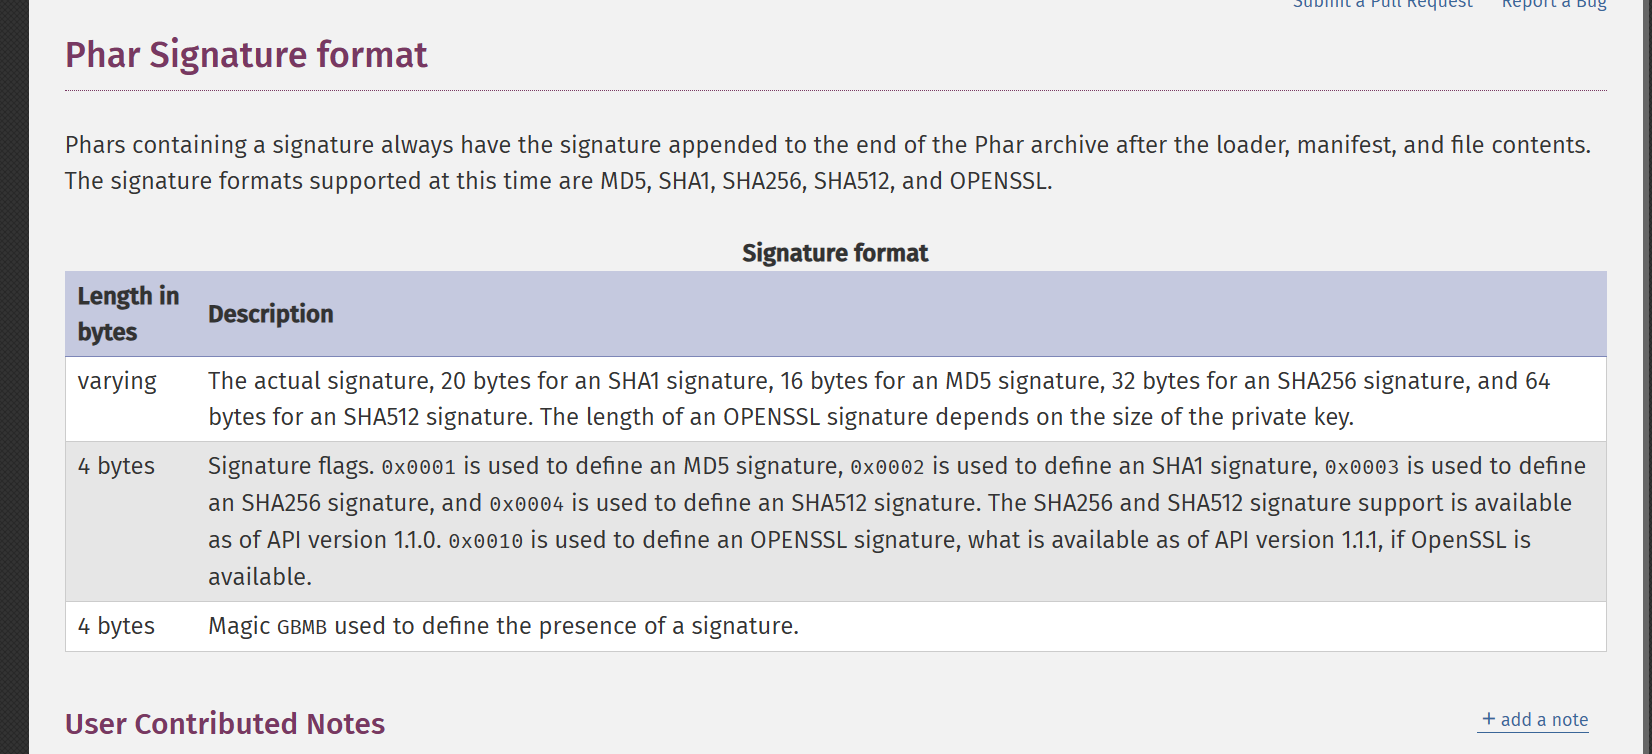 Submit a Pull Request Report a Bug
Phar Signature format
Phars containing a signature always have the signature appended to the end of the Phar archive after the loader, manifest, and file contents.
The signature formats supported at this time are MD5, SHA1, SHA256, SHA512, and OPENSSL.
Signature format
Length in
bytes
Description
varying
The actual signature, 20 bytes for an SHA1 signature, 16 bytes for an MD5 signature, 32 bytes for an SHA256 signature, and 64
bytes for an SHA512 signature. The length of an OPENSSL signature depends on the size of the private key.
4 bytes
Signature flags. 0x0001 is used to define an MD5 signature, 0x0002 is used to define an SHA1 signature, 0x0003 is used to define
an SHA256 signature, and 0x0004 is used to define an SHA512 signature. The SHA256 and SHA512 signature support is available
as of API version 1.1.0. 0x0010 is used to define an OPENSSL signature, what is available as of API version 1.1.1, if OpenSSL is
available.
4 bytes
Magic GBMB used to define the presence of a signature.
User Contributed Notes
+ add a note